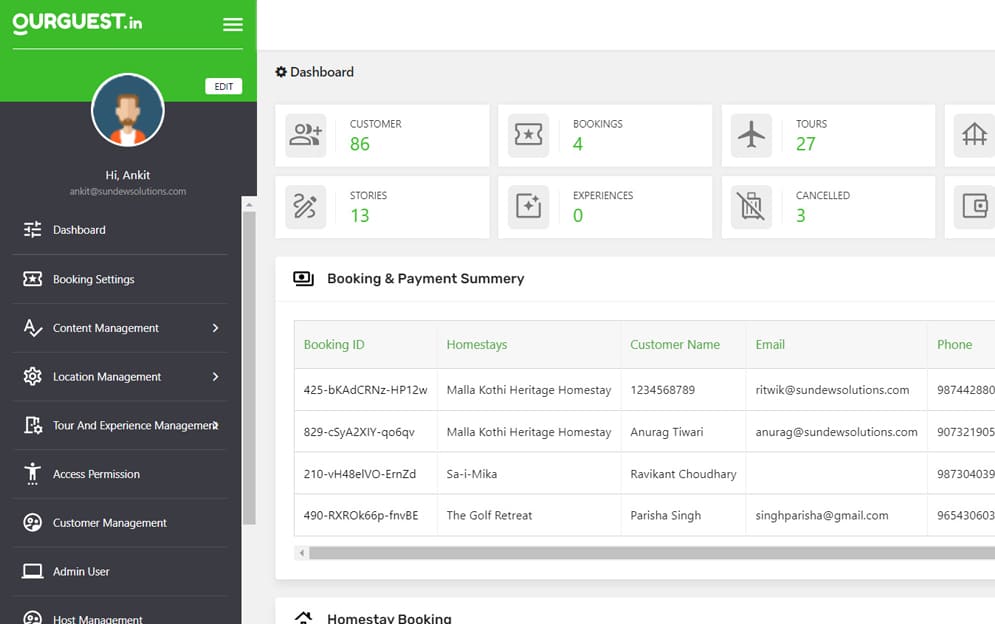 OURGUEST.in
EDIT
Hi, Ankit
ankit@sundewsolutions.com
Dashboard
Booking Settings
Content Management
Location Management
Tour And Experience Management
Access Permission
Customer Management
Admin User
Host Management
Dashboard
CUSTOMER
86
BOOKINGS
4
TOURS
27
STORIES
13
EXPERIENCES
0
CANCELLED
3
Booking & Payment Summery
Booking ID Homestays Customer Name Email Phone
425-bKAdCRNz-HP12w Malla Kothi Heritage Homestay 1234568789 ritwik@sundewsolutions.com 987442880
829-cSyA2XIY-qo6qv Malla Kothi Heritage Homestay Anurag Tiwari anurag@sundewsolutions.com 907321905
210-vH48elVO-ErnZd Sa-i-Mika Ravikant Choudhary 987304039
490-RXROk66p-fnvBE The Golf Retreat Parisha Singh singhparisha@gmail.com 965430603
Homestay Booking